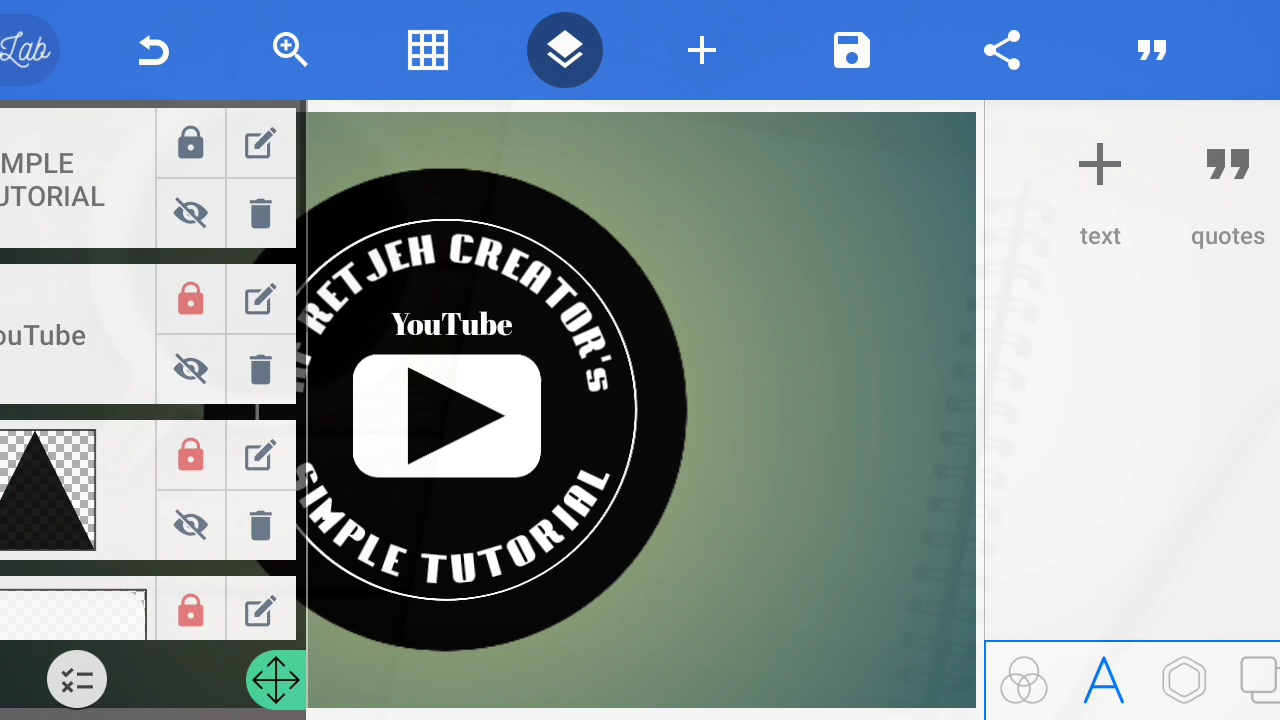 Lab
MPLE
UTORIAL
ouTube
RETJEH CREATOR'S
YouTube
SIMPLE TUTORIAL
text
quotes